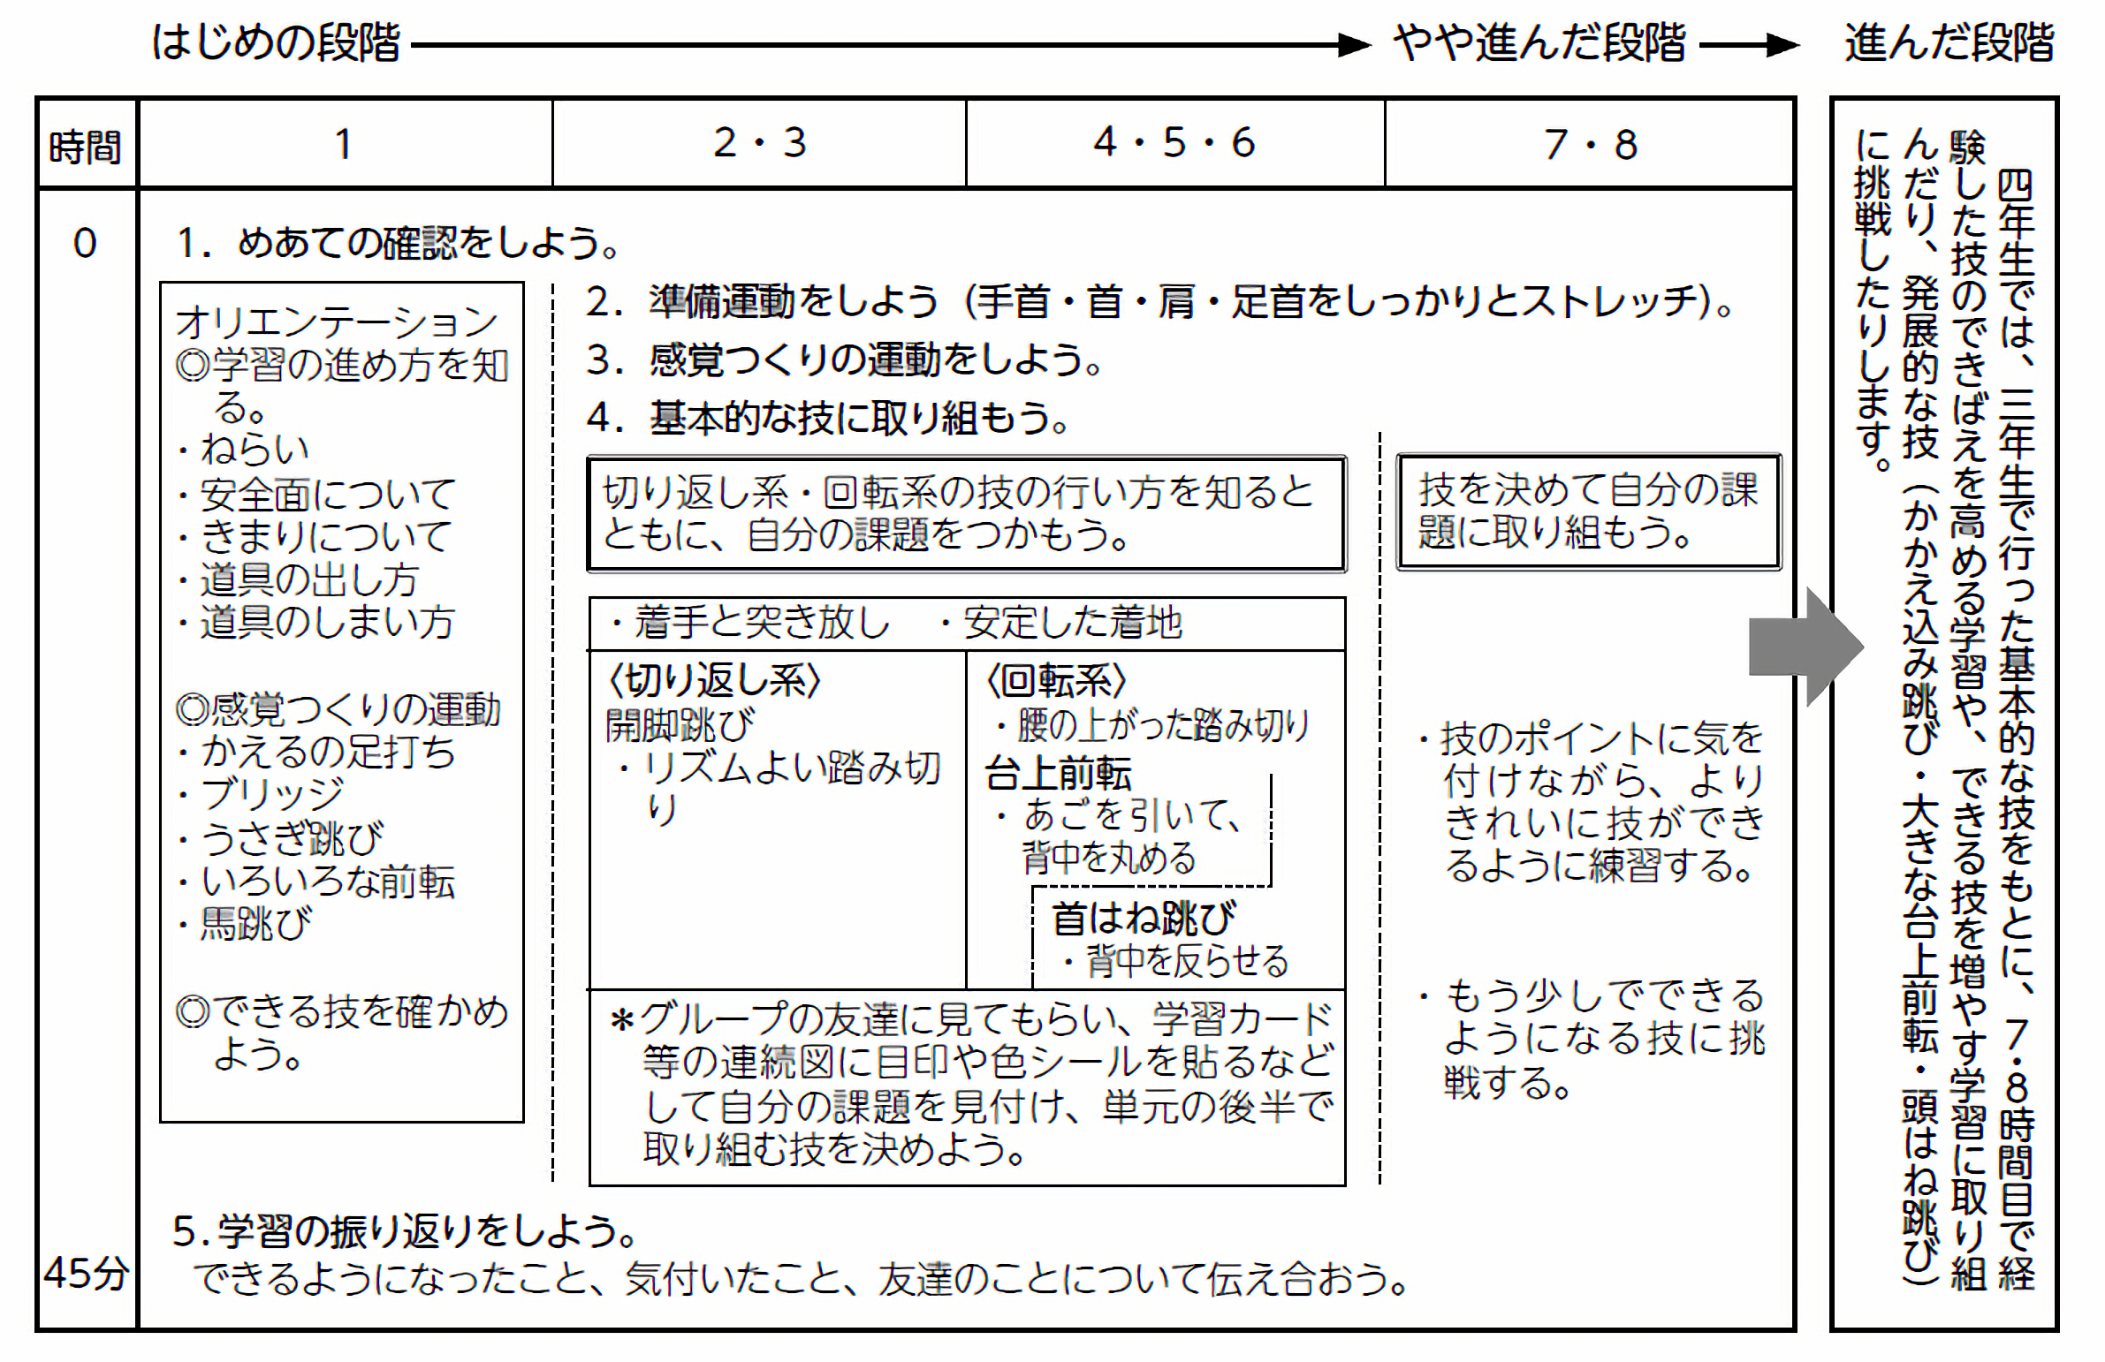 はじめの段階
やや進んだ段階
進んだ段階
時間
1
2・3
4・5・6
7・8
0
1. めあての確認をしよう。
オリエンテーション
◎学習の進め方を知
る。
・ねらい
・安全面について
・きまりについて
・道具の出し方
・道具のしまい方
◎感覚つくりの運動
・かえるの足打ち
・ブリッジ
・うさぎ跳び
・いろいろな前転
・馬跳び
◎できる技を確かめ
よう。
2. 準備運動をしよう（手首・首・肩・足首をしっかりとストレッチ）。
3. 感覚つくりの運動をしよう。
4. 基本的な技に取り組もう。
切り返し系・回転系の技の行い方を知ると
ともに、自分の課題をつかもう。
・着手と突き放し　・安定した着地
〈切り返し系〉
開脚跳び
・リズムよい踏み切
り
〈回転系〉
・腰の上がった踏み切り
台上前転
・あごを引いて、
背中を丸める
首はね跳び
・背中を反らせる
＊グループの友達に見てもらい、学習カード
等の連続図に目印や色シールを貼るなど
して自分の課題を見付け、単元の後半で
取り組む技を決めよう。
技を決めて自分の課
題に取り組もう。
・技のポイントに気を
付けながら、より
きれいに技ができ
るように練習する。
・もう少しでできる
ようになる技に挑
戦する。
5.学習の振り返りをしよう。
45分
できるようになったこと、気付いたこと、友達のことについて伝え合おう。
四年生では、三年生で行った基本的な技をもとに、7・8時間目で経
験した技のできばえを高める学習や、できる技を増やす学習に取り組
んだり、発展的な技（かかえ込み跳び・大きな台上前転・頭はね跳び）
に挑戦したりします。